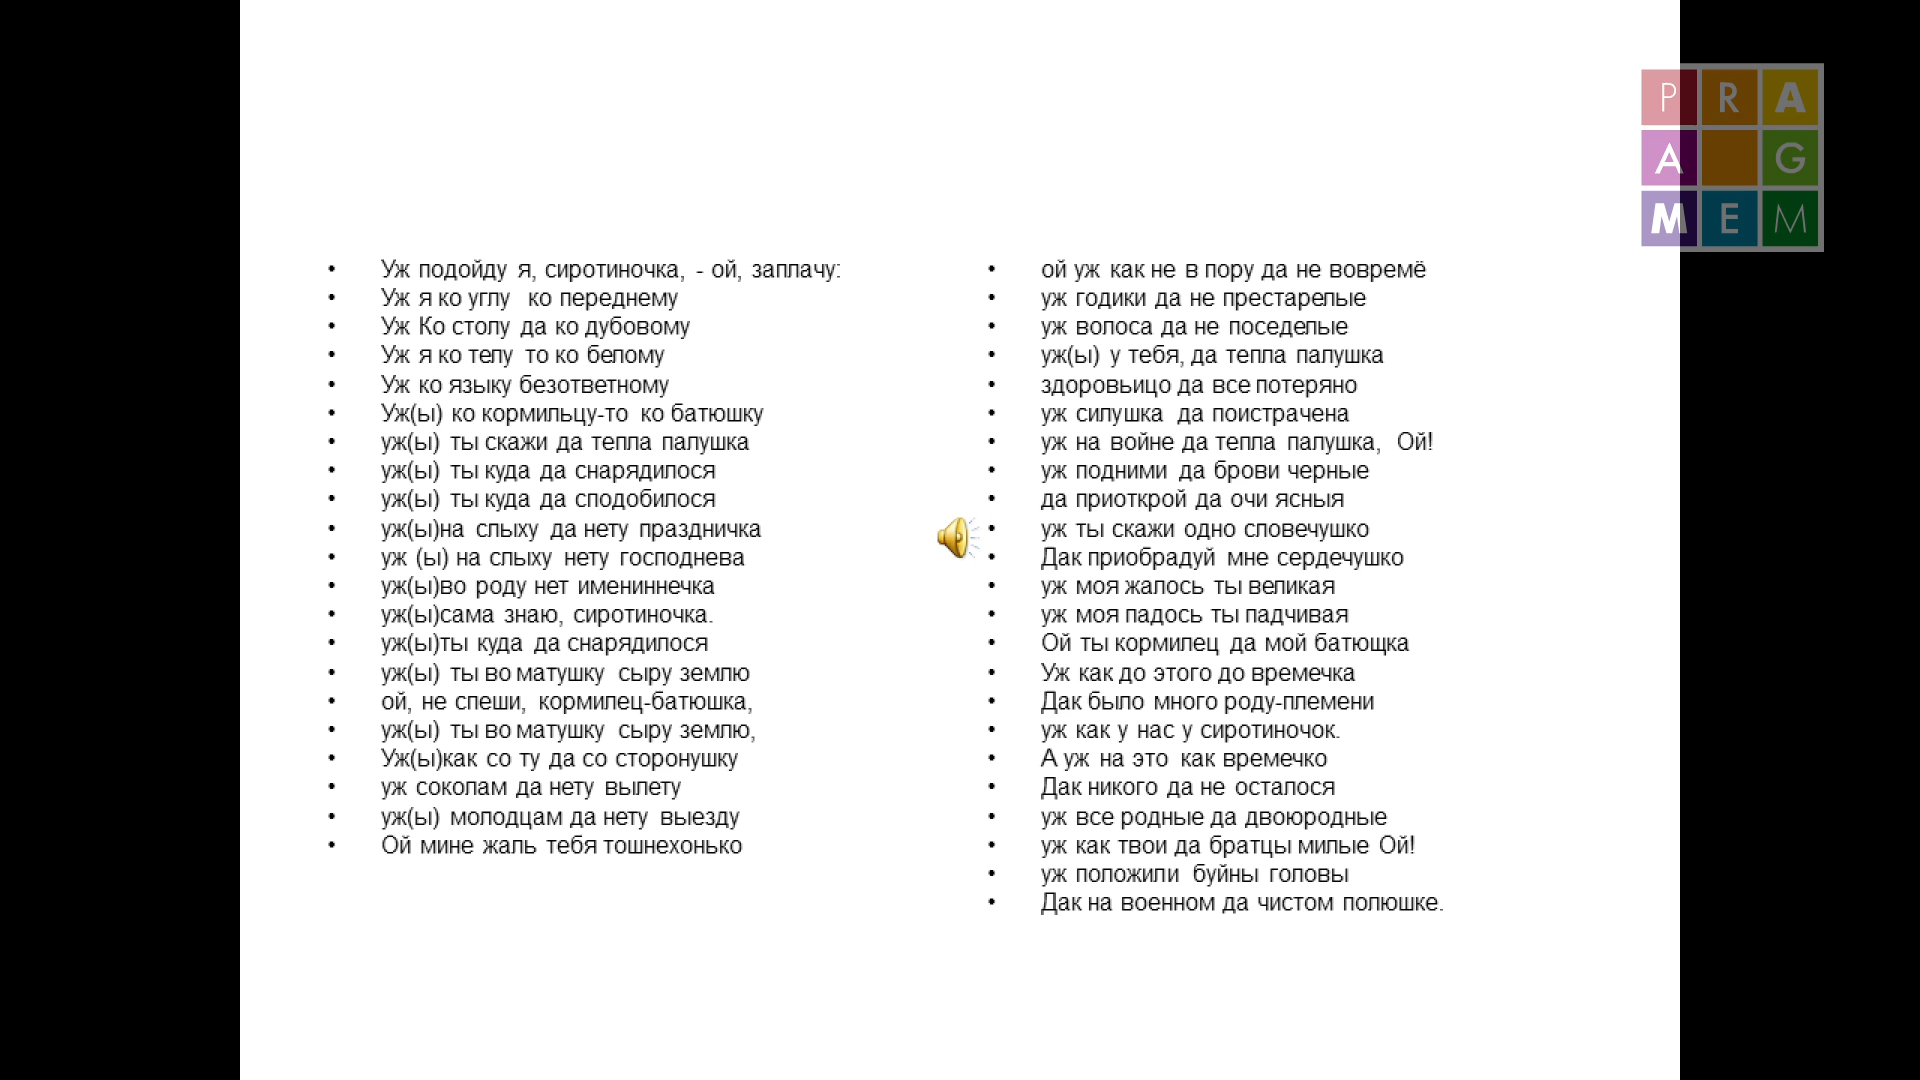 P R A
A G
M E M
• Уж подойду я, сиротиночка, - ой, заплачу:
• Уж я ко углу ко переднему
• Уж Ко столу да ко дубовому
• Уж я ко телу то ко белому
• Уж ко языку безответному
• Уж(ы) ко кормильцу-то ко батюшку
• уж(ы) ты скажи да тепла палушка
• уж(ы) ты куда да снарядилося
• уж(ы) ты куда да сподобилося
• уж(ы)на слыху да нету праздничка
• уж (ы) на слыху нету господнева
• уж(ы)во роду нет имениннечка
• уж(ы)сама знаю, сиротиночка.
• уж(ы)ты куда да снарядилося
• уж(ы) ты во матушку сыру землю
• ой, не спеши, кормилец-батюшка,
• уж(ы) ты во матушку сыру землю,
• Уж(ы)как со ту да со сторонушку
• уж соколам да нету вылету
• уж(ы) молодцам да нету выезду
• Ой мине жаль тебя тошнехонько
• ой уж как не в пору да не вовремё
• уж годики да не престарелые
• уж волоса да не поседелые
• уж(ы) у тебя, да тепла палушка
• здоровьицо да все потеряно
• уж силушка да поистрачена
• уж на войне да тепла палушка, Ой!
• уж подними да брови черные
• да приоткрой да очи ясныя
• уж ты скажи одно словечушко
• Дак приобрадуй мне сердечушко
• уж моя жалось ты великая
• уж моя падось ты падчивая
• Ой ты кормилец да мой батющка
• Уж как до этого до времечка
• Дак было много роду-племени
• уж как у нас у сиротиночок.
• А уж на это как времечко
• Дак никого да не осталося
• уж все родные да двоюродные
• уж как твои да братцы милые Ой!
• уж положили буйны головы
• Дак на военном да чистом полюшке.